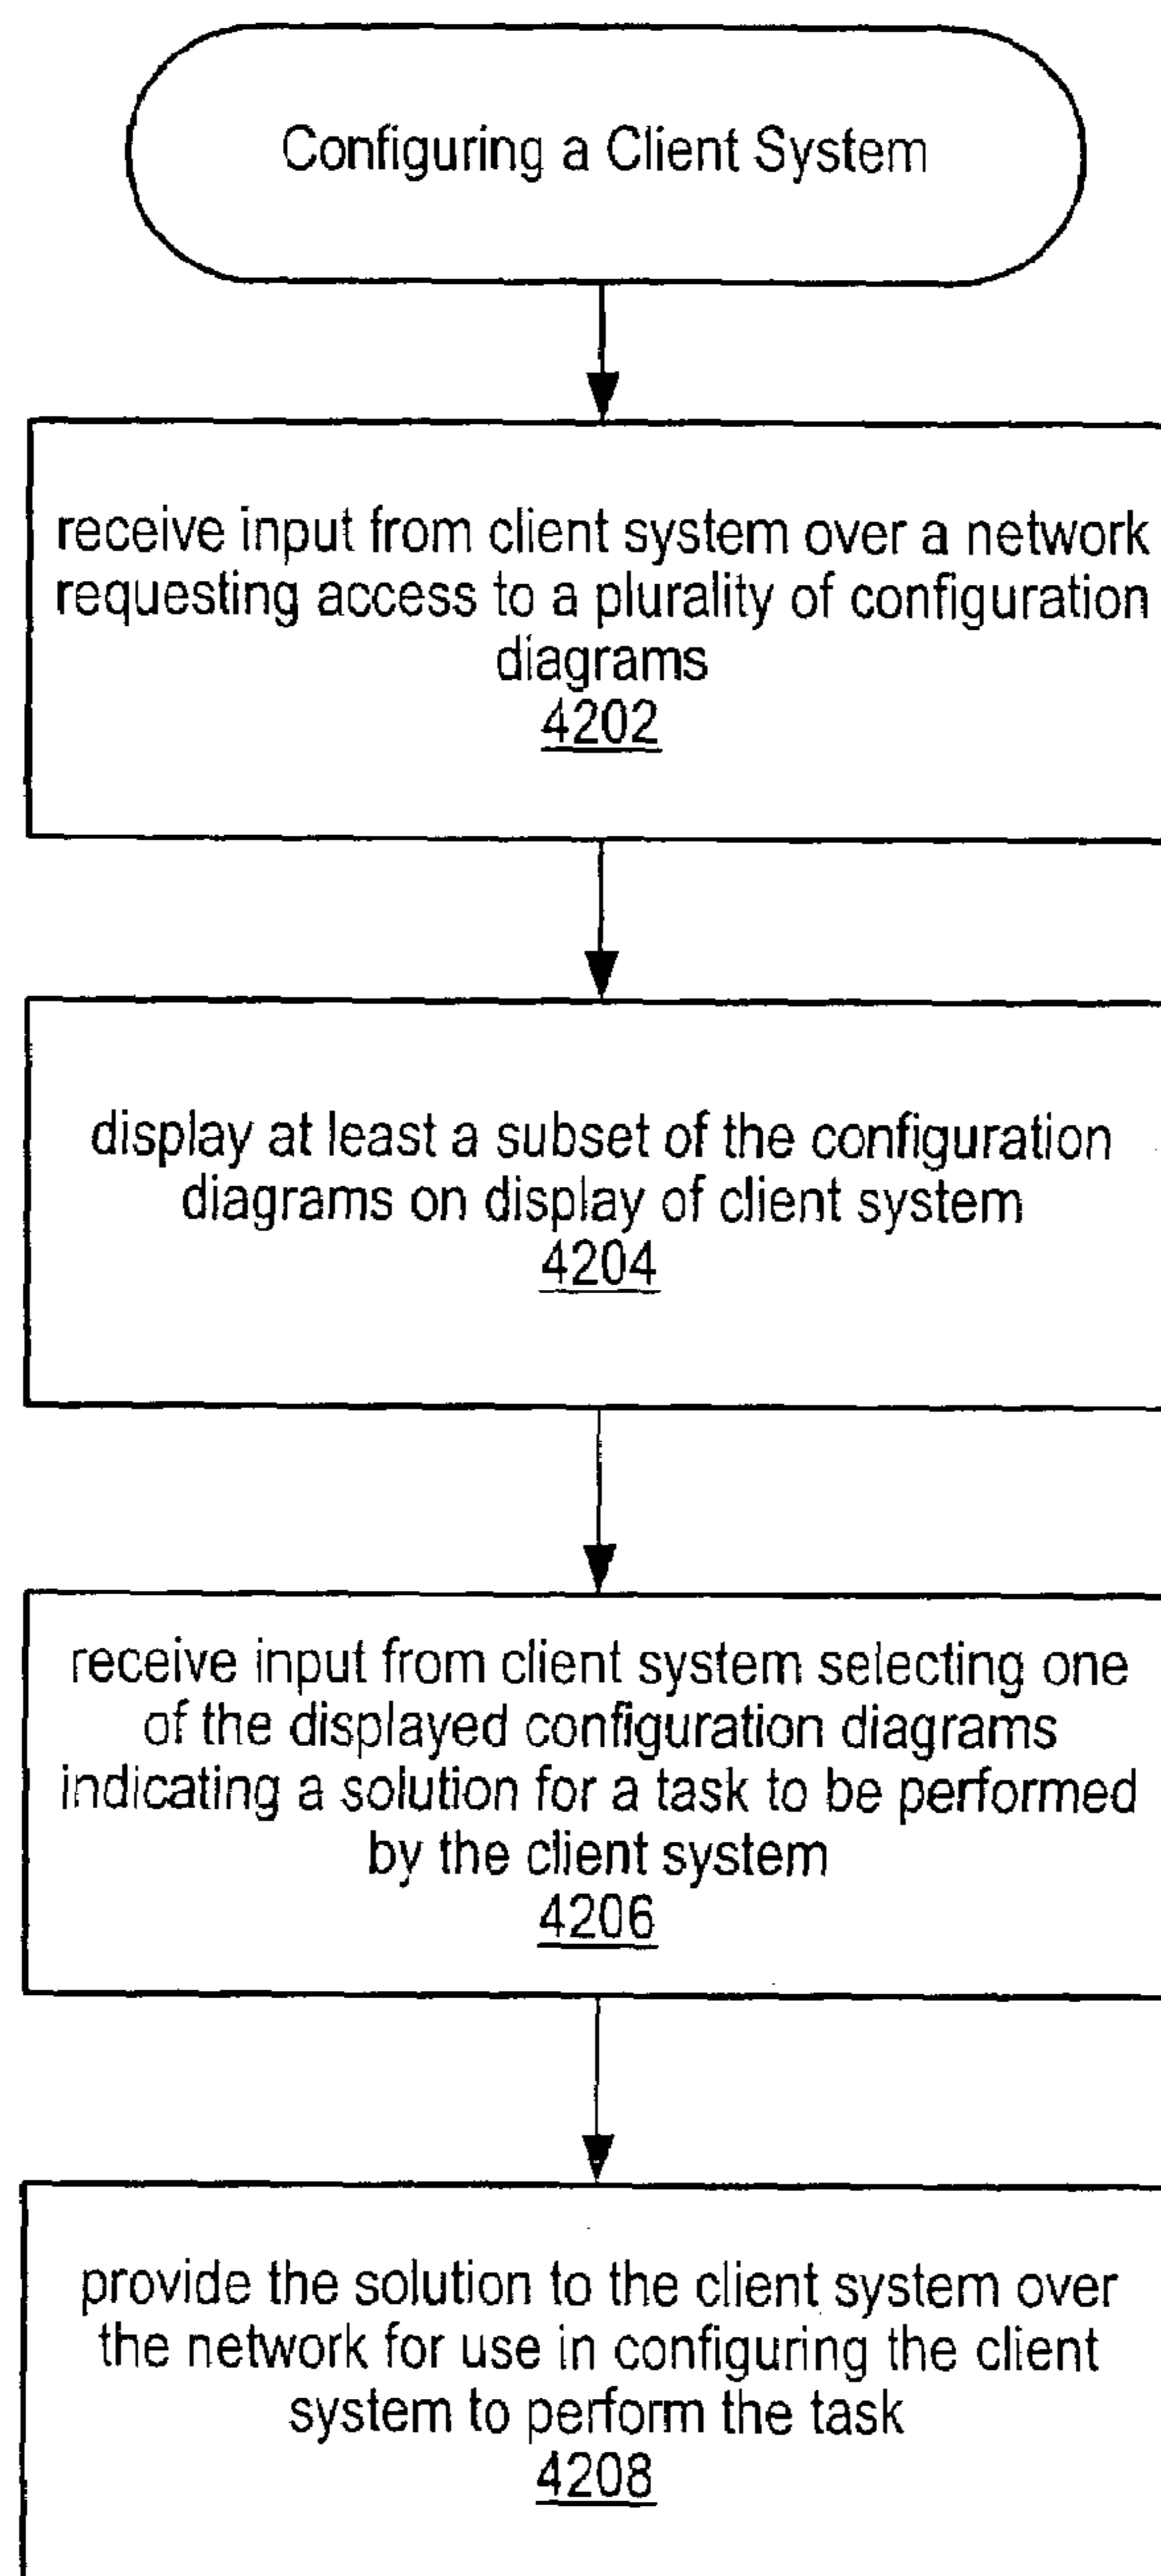 Configuring a Client System
receive input from client system over a network
requesting access to a plurality of configuration
diagrams
4202
display at least a subset of the configuration
diagrams on display of client system
4204
receive input from client system selecting one
of the displayed configuration diagrams
indicating a solution for a task to be performed
by the client system
4206
provide the solution to the client system over
the network for use in configuring the client
system to perform the task
4208